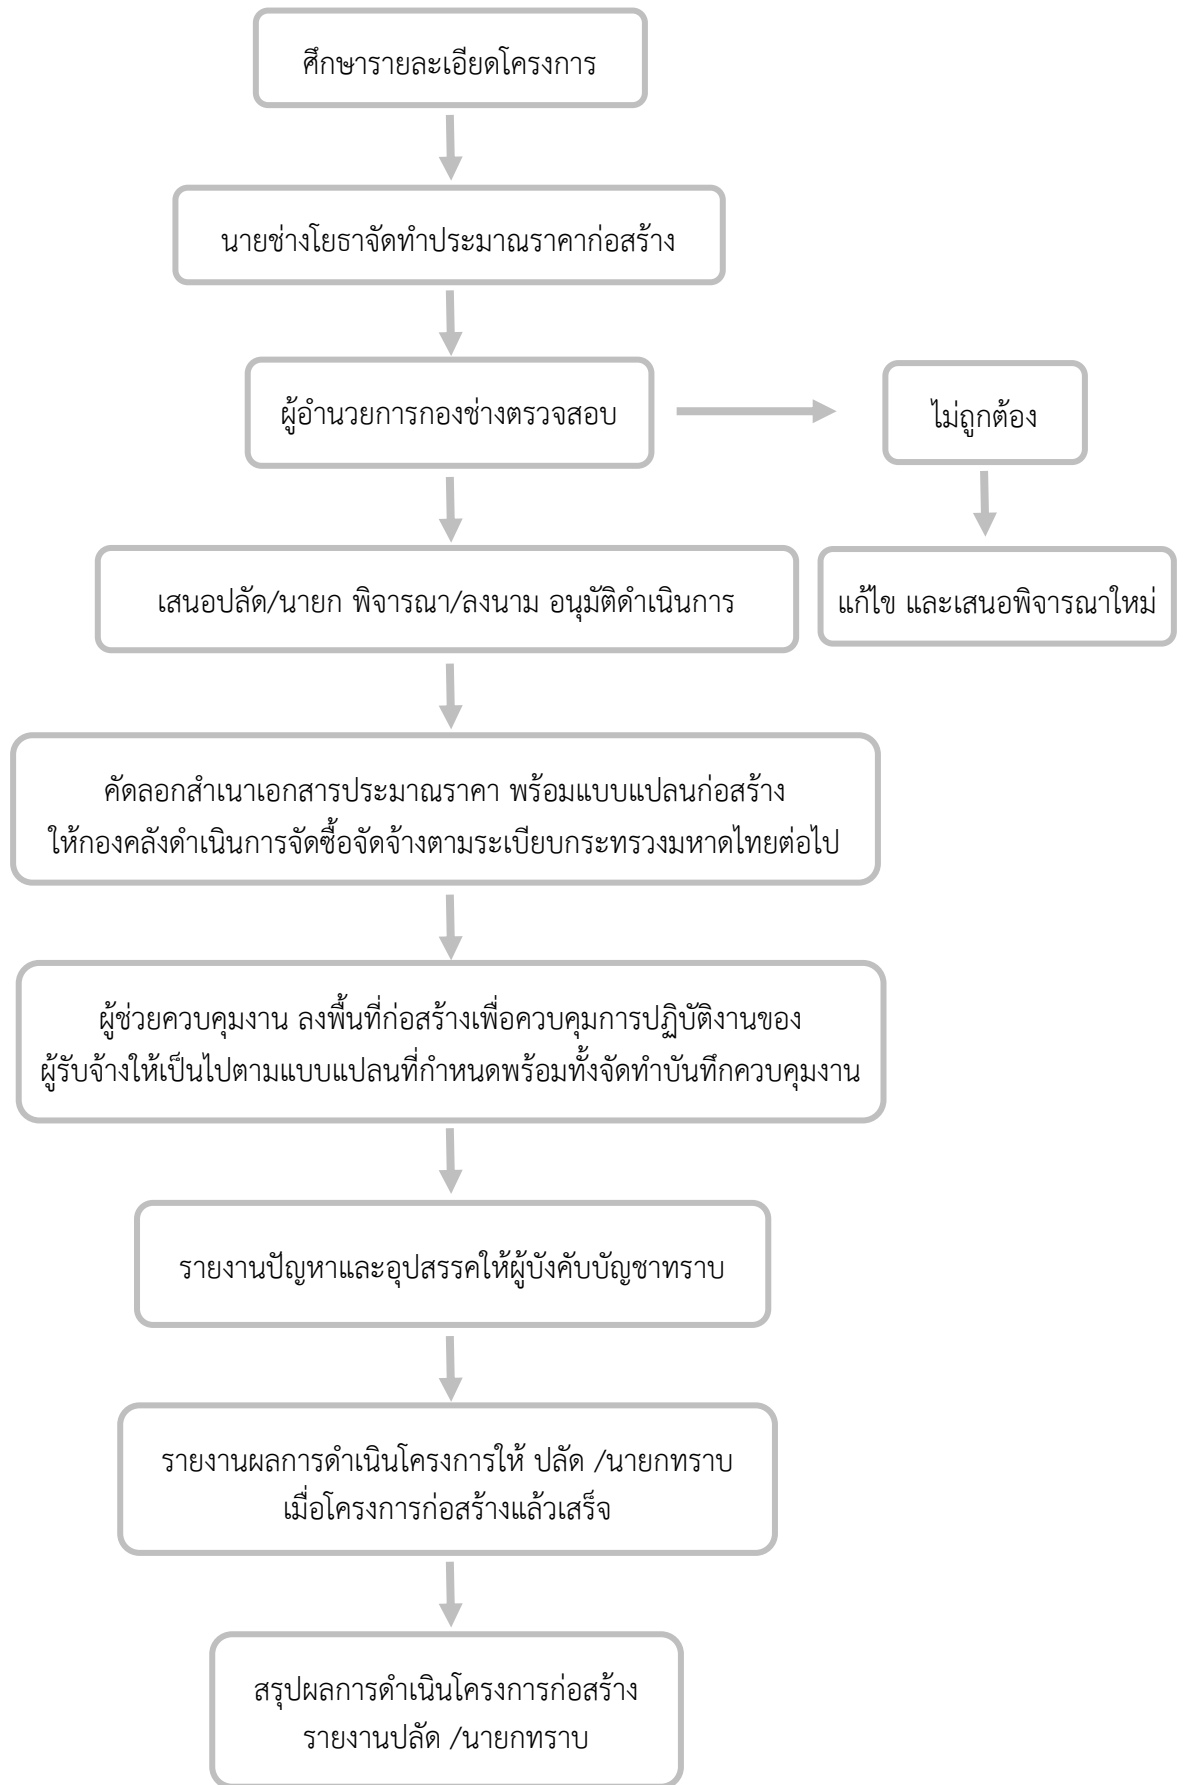 ศึกษารายละเอียดโครงการ
นายช่างโยธาจัดทำประมาณราคาก่อสร้าง
ผู้อำนวยการกองช่างตรวจสอบ
ไม่ถูกต้อง
เสนอปลัด/นายก พิจารณา/ลงนาม อนุมัติดำเนินการ
แก้ไข และเสนอพิจารณาใหม่
คัดลอกสำเนาเอกสารประมาณราคา พร้อมแบบแปลนก่อสร้าง
ให้กองคลังดำเนินการจัดซื้อจัดจ้างตามระเบียบกระทรวงมหาดไทยต่อไป
ผู้ช่วยควบคุมงาน ลงพื้นที่ก่อสร้างเพื่อควบคุมการปฏิบัติงานของ
ผู้รับจ้างให้เป็นไปตามแบบแปลนที่กำหนดพร้อมทั้งจัดทำบันทึกควบคุมงาน
รายงานปัญหาและอุปสรรคให้ผู้บังคับบัญชาทราบ
รายงานผลการดำเนินโครงการให้ ปลัด /นายกทราบ
เมื่อโครงการก่อสร้างแล้วเสร็จ
สรุปผลการดำเนินโครงการก่อสร้าง
รายงานปลัด /นายกทราบ